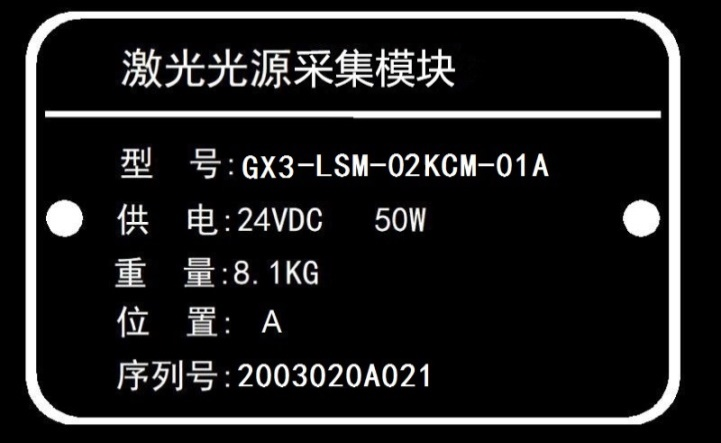 激光光源采集模块
型 号:GX3-LSM-02KCM-01A
供 电:24VDC 50W
重 量:8.1KG
位 置: A
序列号:2003020A021